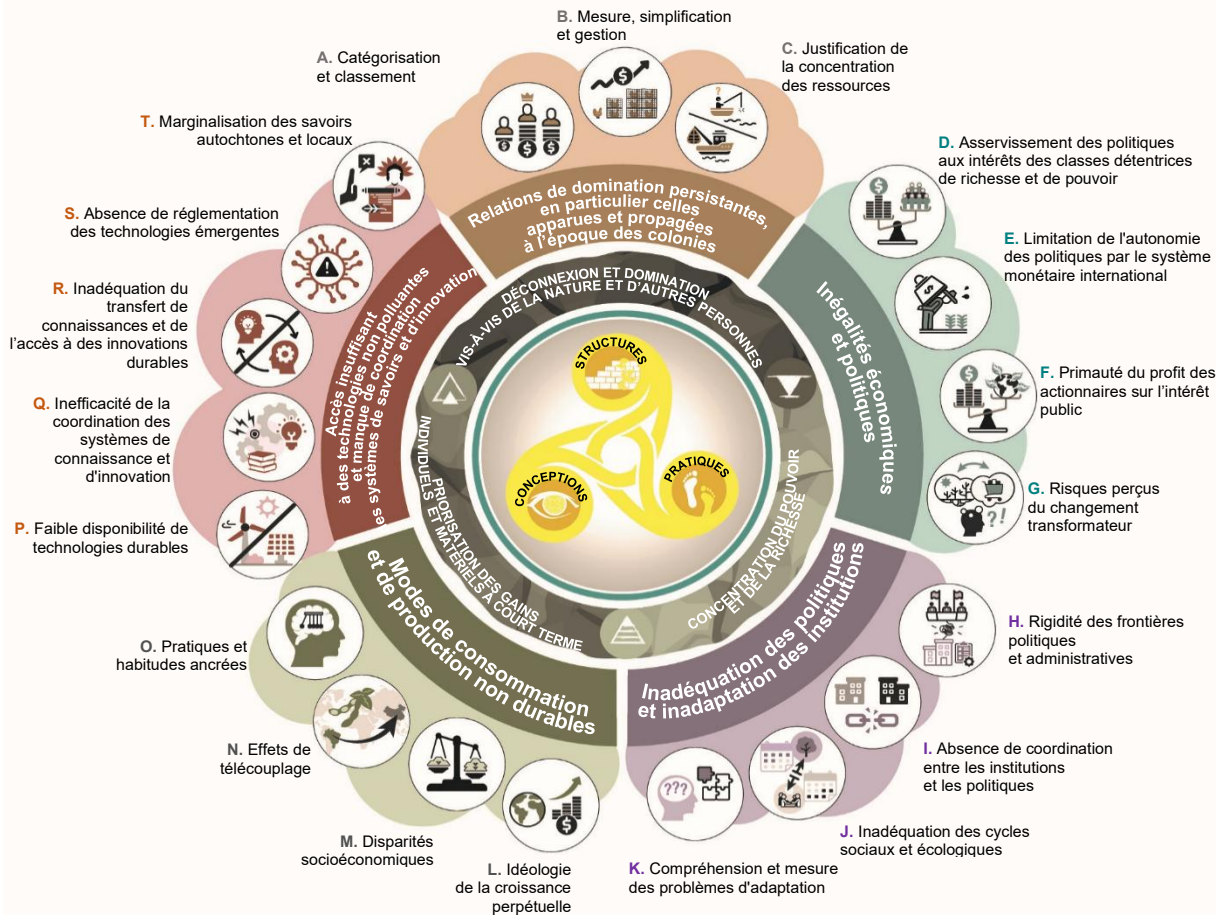 A. Catégorisation
et classement
B. Mesure, simplification
et gestion
C. Justification de
la concentration
des ressources
D. Asservissement des politiques
aux intérêts des classes détentrices
de richesse et de pouvoir
E. Limitation de l'autonomie
des politiques par le système
monétaire international
F. Primauté du profit des
actionnaires sur l'intérêt
public
G. Risques perçus
du changement
transformateur
H. Rigidité des frontières
politiques
et administratives
I. Absence de coordination
entre les institutions
et les politiques
J. Inadéquation des cycles
sociaux et écologiques
K. Compréhension et mesure
des problèmes d'adaptation
L. Idéologie
de la croissance
perpétuelle
M. Disparités
socioéconomiques
N. Effets de
télécouplage
O. Pratiques et
habitudes ancrées
P. Faible disponibilité de
technologies durables
Q. Inefficacité de la
coordination des
systèmes de
connaissance et
d'innovation
R. Inadéquation du
transfert de
connaissances et de
l'accès à des innovations
durables
S. Absence de réglementation
des technologies émergentes
T. Marginalisation des savoirs
autochtones et locaux
Relations de domination persistantes,
en particulier celles
apparues et propagées
à l'époque des colonies
Inégalités économiques
et politiques
Inadéquation des politiques
et inadaptation des institutions
Modes de consommation
et de production non durables
Accès insuffisant
à des technologies non polluantes
et manque de coordination
des systèmes de savoirs et d'innovation
DÉCONNEXION ET DOMINATION
VIS-À-VIS DE LA NATURE ET D'AUTRES PERSONNES
CONCENTRATION DU POUVOIR
ET DE LA RICHESSE
PRIORISATION DES GAINS
INDIVIDUELS ET MATÉRIELS À COURT TERME
STRUCTURES
CONCEPTIONS
PRATIQUES
???
?!
?
$
$
$
$
$
$
$
$
$